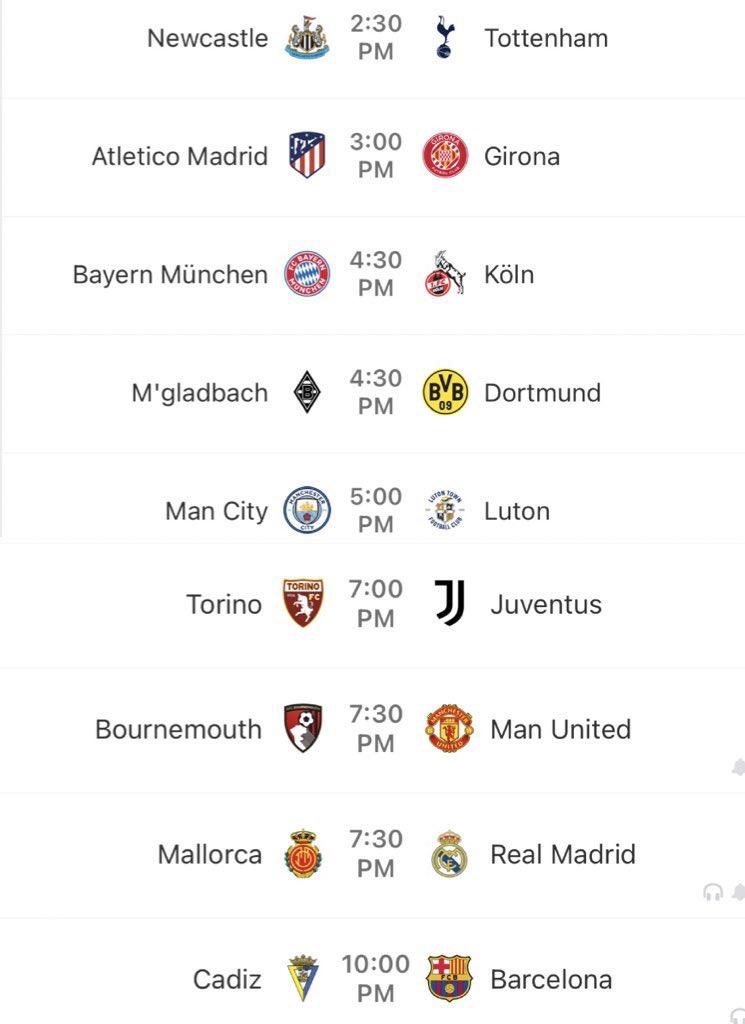 Newcastle 2:30 PM Tottenham
Atletico Madrid 3:00 PM Girona
Bayern München 4:30 PM Köln
M'gladbach 4:30 PM Dortmund
Man City 5:00 PM Luton
Torino 7:00 PM Juventus
Bournemouth 7:30 PM Man United
Mallorca 7:30 PM Real Madrid
Cadiz 10:00 PM Barcelona